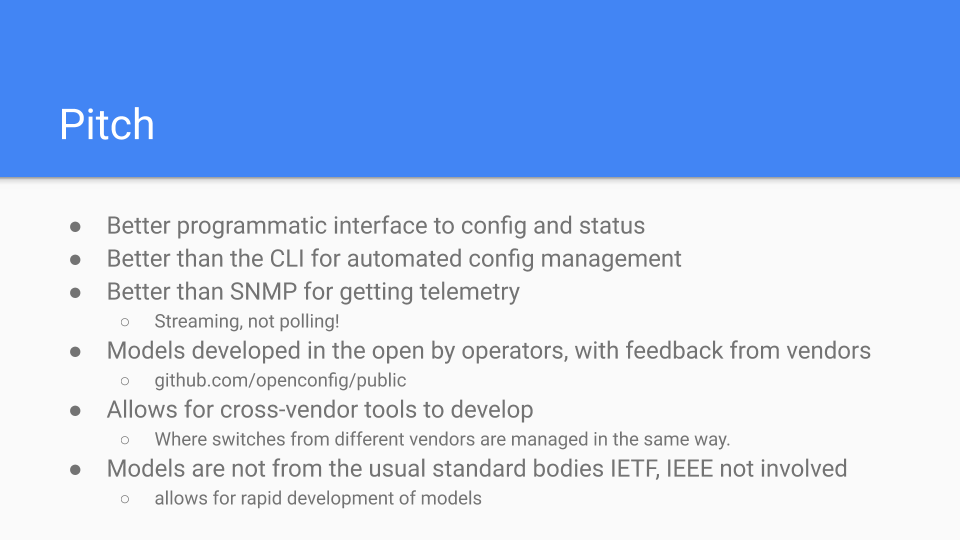 Pitch
● Better programmatic interface to config and status
● Better than the CLI for automated config management
● Better than SNMP for getting telemetry
○ Streaming, not polling!
● Models developed in the open by operators, with feedback from vendors
○ github.com/openconfig/public
● Allows for cross-vendor tools to develop
○ Where switches from different vendors are managed in the same way.
● Models are not from the usual standard bodies IETF, IEEE not involved
○ allows for rapid development of models